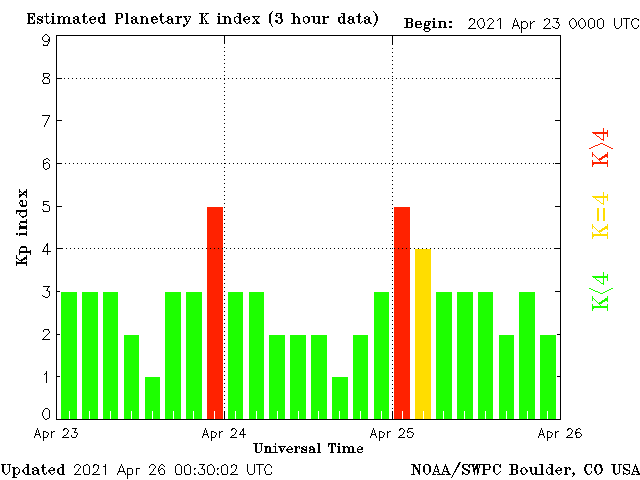 Estimated Planetary K index (3 hour data)
Begin: 2021 Apr 23 0000 UTC
9
8
7
6
5
4
3
2
1
0
Kp index
K>4
K=4
K<4
Apr 23
Apr 24
Apr 25
Apr 26
Universal Time
Updated 2021 Apr 26 00:30:02 UTC
NOAA/SWPC Boulder, CO USA